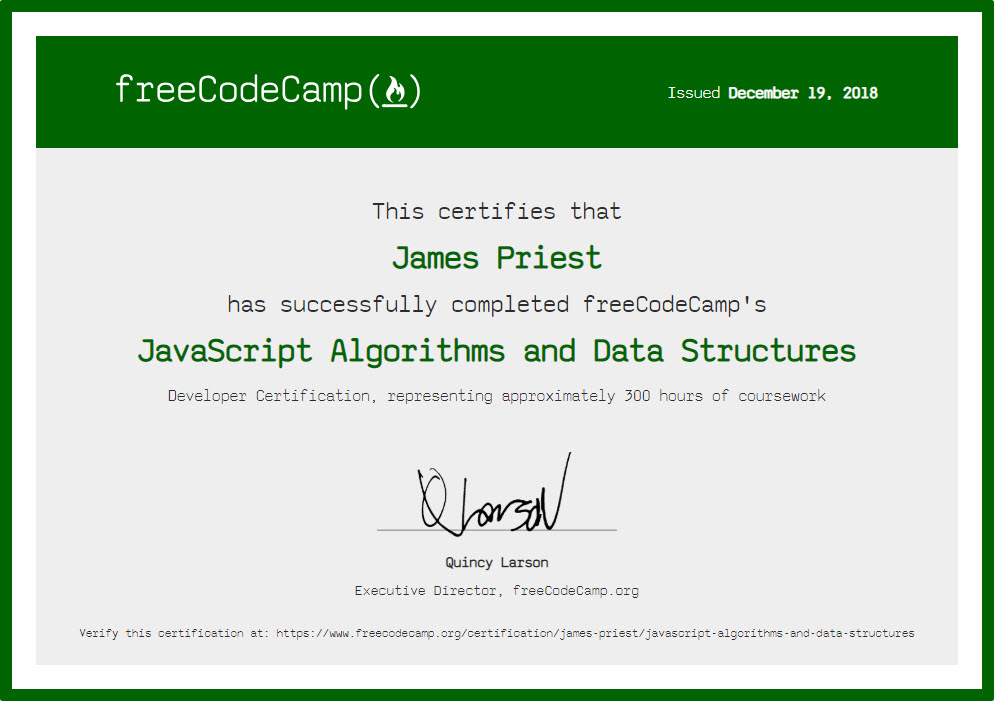 freeCodeCamp(🔥)
Issued December 19, 2018
This certifies that
James Priest
has successfully completed freeCodeCamp's
JavaScript Algorithms and Data Structures
Developer Certification, representing approximately 300 hours of coursework
Q Larson
Quincy Larson
Executive Director, freeCodeCamp.org
Verify this certification at: https://www.freecodecamp.org/certification/james-priest/javascript-algorithms-and-data-structures